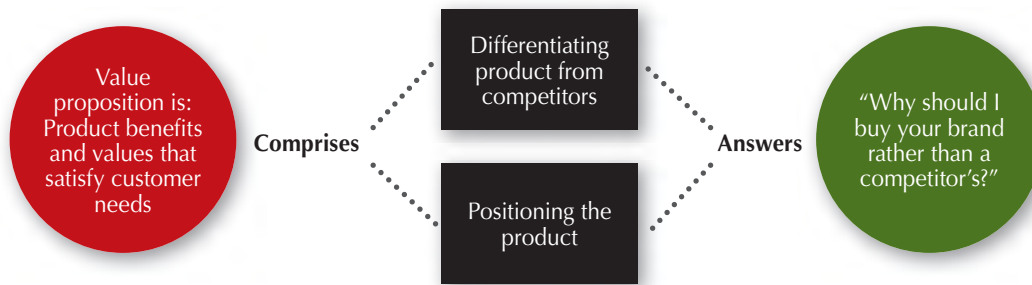 Value
proposition is:
Product benefits
and values that
satisfy customer
needs
Comprises
Differentiating
product from
competitors
Positioning the
product
Answers
“Why should I
buy your brand
rather than a
competitor’s?”